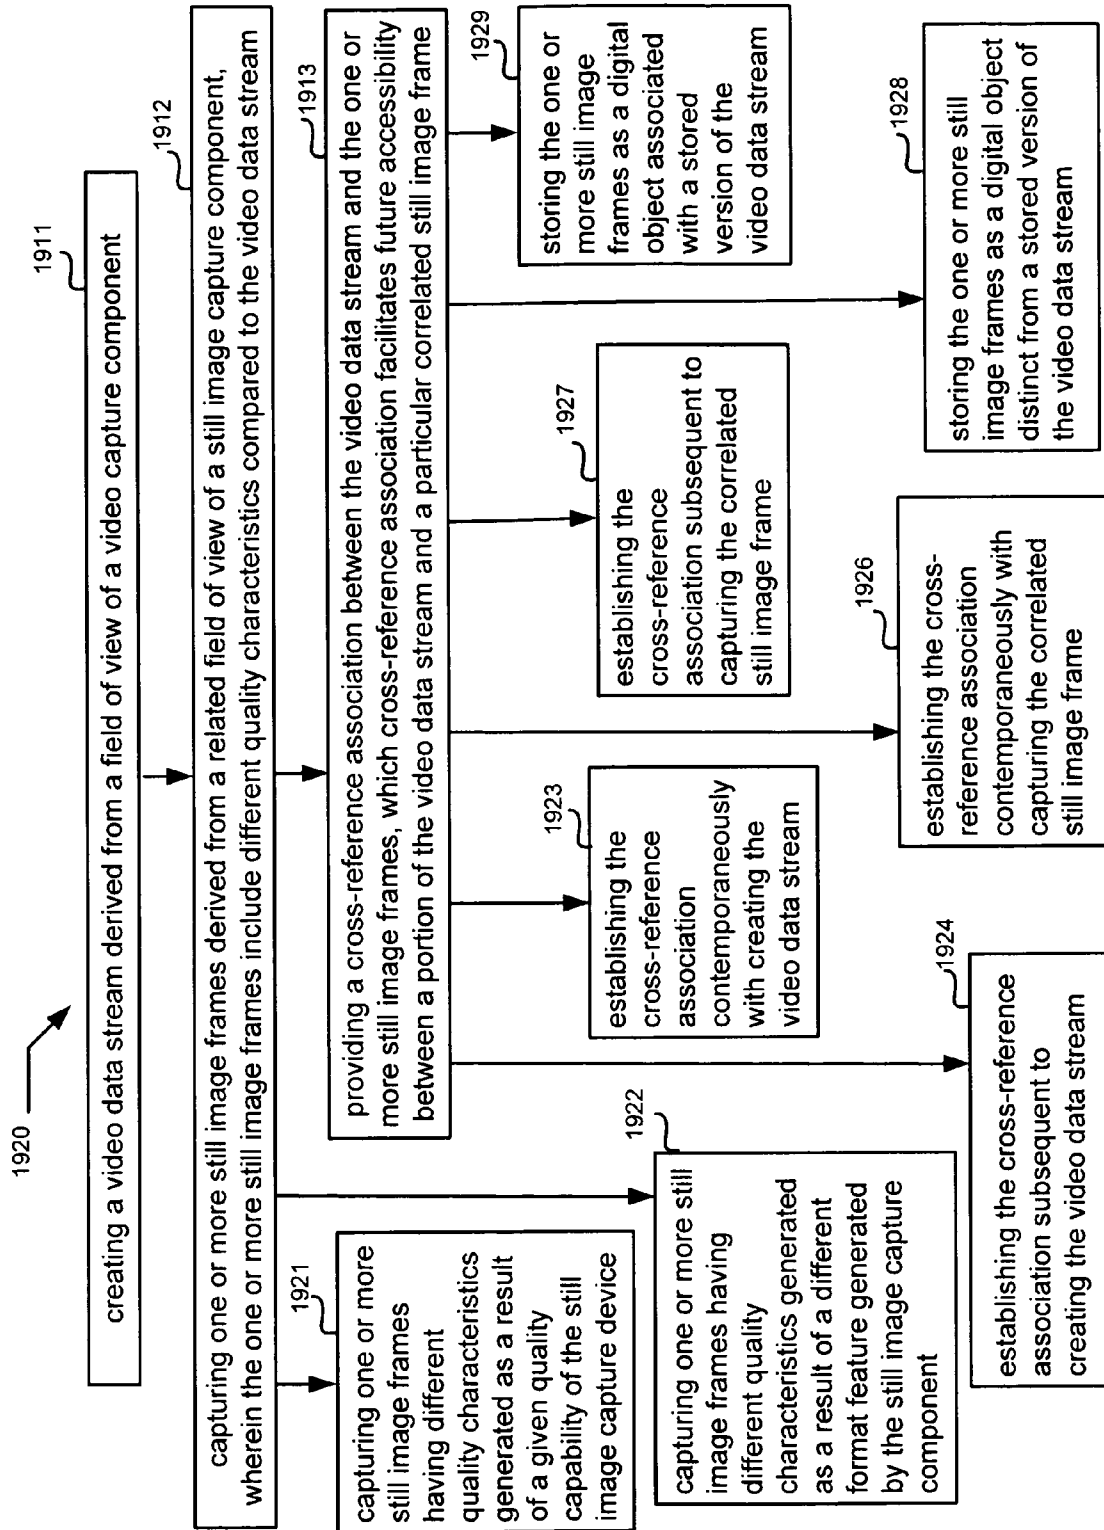 1920
1911
creating a video data stream derived from a field of view of a video capture component
1912
capturing one or more still image frames derived from a related field of view of a still image capture component,
wherein the one or more still image frames include different quality characteristics compared to the video data stream
1913
providing a cross-reference association between the video data stream and the one or
more still image frames, which cross-reference association facilitates future accessibility
between a portion of the video data stream and a particular correlated still image frame
1921
capturing one or more
still image frames
having different
quality characteristics
generated as a result
of a given quality
capability of the still
image capture device
1922
capturing one or more still
image frames having
different quality
characteristics generated
as a result of a different
format feature generated
by the still image capture
component
1923
establishing the
cross-reference
association
contemporaneously
with creating the
video data stream
1924
establishing the cross-reference
association subsequent to
creating the video data stream
1927
establishing the
cross-reference
association subsequent to
capturing the correlated
still image frame
1926
establishing the cross-
reference association
contemporaneously with
capturing the correlated
still image frame
1929
storing the one or
more still image
frames as a digital
object associated
with a stored
version of the
video data stream
1928
storing the one or more still
image frames as a digital object
distinct from a stored version of
the video data stream